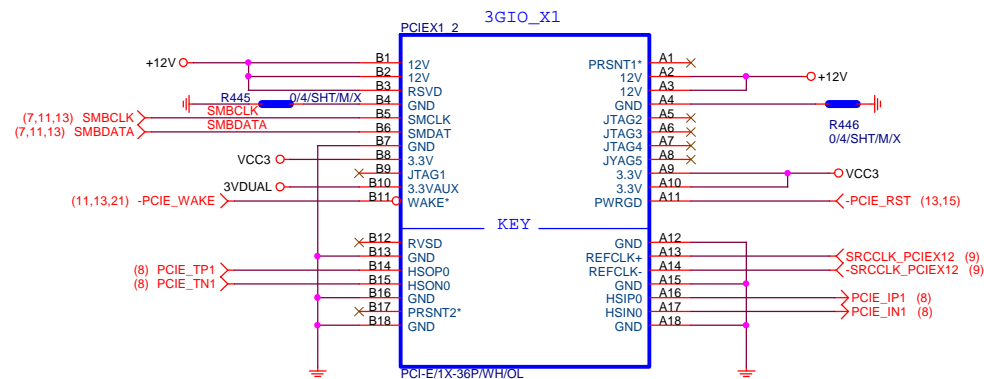 3GIO_X1
PCIEX1_2
+12V B1 12V PRSNT1* A1
B2 12V 12V A2 +12V
B3 RSVD 12V A3
R445 0/4/SHT/M/X B4 GND GND A4
(7,11,13) SMBCLK SMBCLK B5 SMCLK JTAG2 A5 R446
(7,11,13) SMBDATA SMBDATA B6 SMDAT JTAG3 A6 0/4/SHT/M/X
B7 GND JTAG4 A7
VCC3 B8 3.3V JYAG5 A8
B9 JTAG1 3.3V A9 VCC3
3VDUAL B10 3.3VAUX 3.3V A10
(11,13,21) -PCIE_WAKE B11 WAKE* PWRGD A11 -PCIE_RST (13,15)
KEY
B12 RVSD GND A12
B13 GND REFCLK+ A13 SRCCLK_PCIEX12 (9)
(8) PCIE_TP1 B14 HSOP0 REFCLK- A14 -SRCCLK_PCIEX12 (9)
(8) PCIE_TN1 B15 HSON0 GND A15
B16 GND HSIP0 A16 PCIE_IP1 (8)
B17 PRSNT2* HSIN0 A17 PCIE_IN1 (8)
B18 GND GND A18
PCI-E/1X-36P/WH/OL